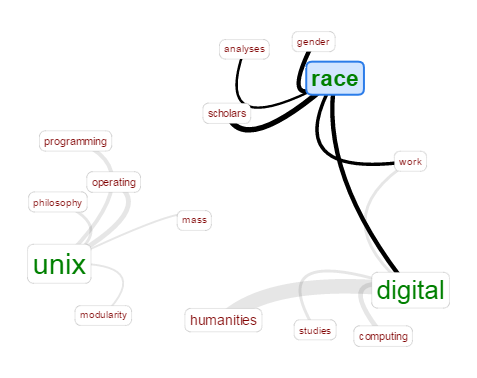 gender
analyses
race
scholars
programming
work
operating
philosophy
mass
unix
digital
modularity
humanities
studies
computing